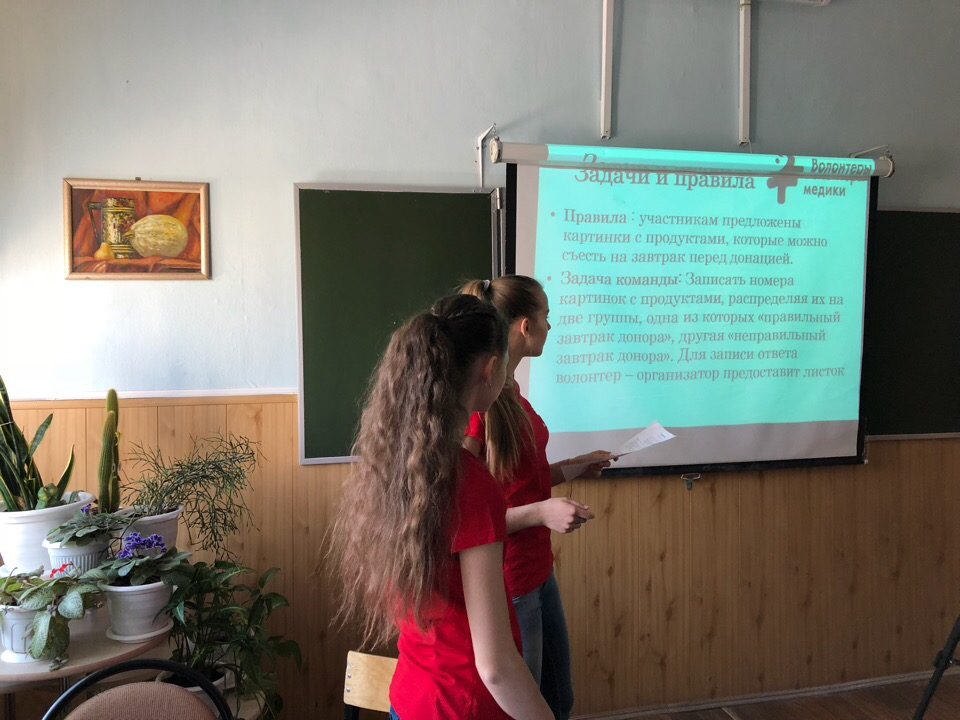 Задачи и правила
Волонтеры
медики
• Правила : участникам предложены
картинки с продуктами, которые можно
съесть на завтрак перед донацией.
• Задача команды: Записать номера
картинок с продуктами, распределяя их на
две группы, одна из которых «правильный
завтрак донора», другая «неправильный
завтрак донора». Для записи ответа
волонтер – организатор предоставит листок